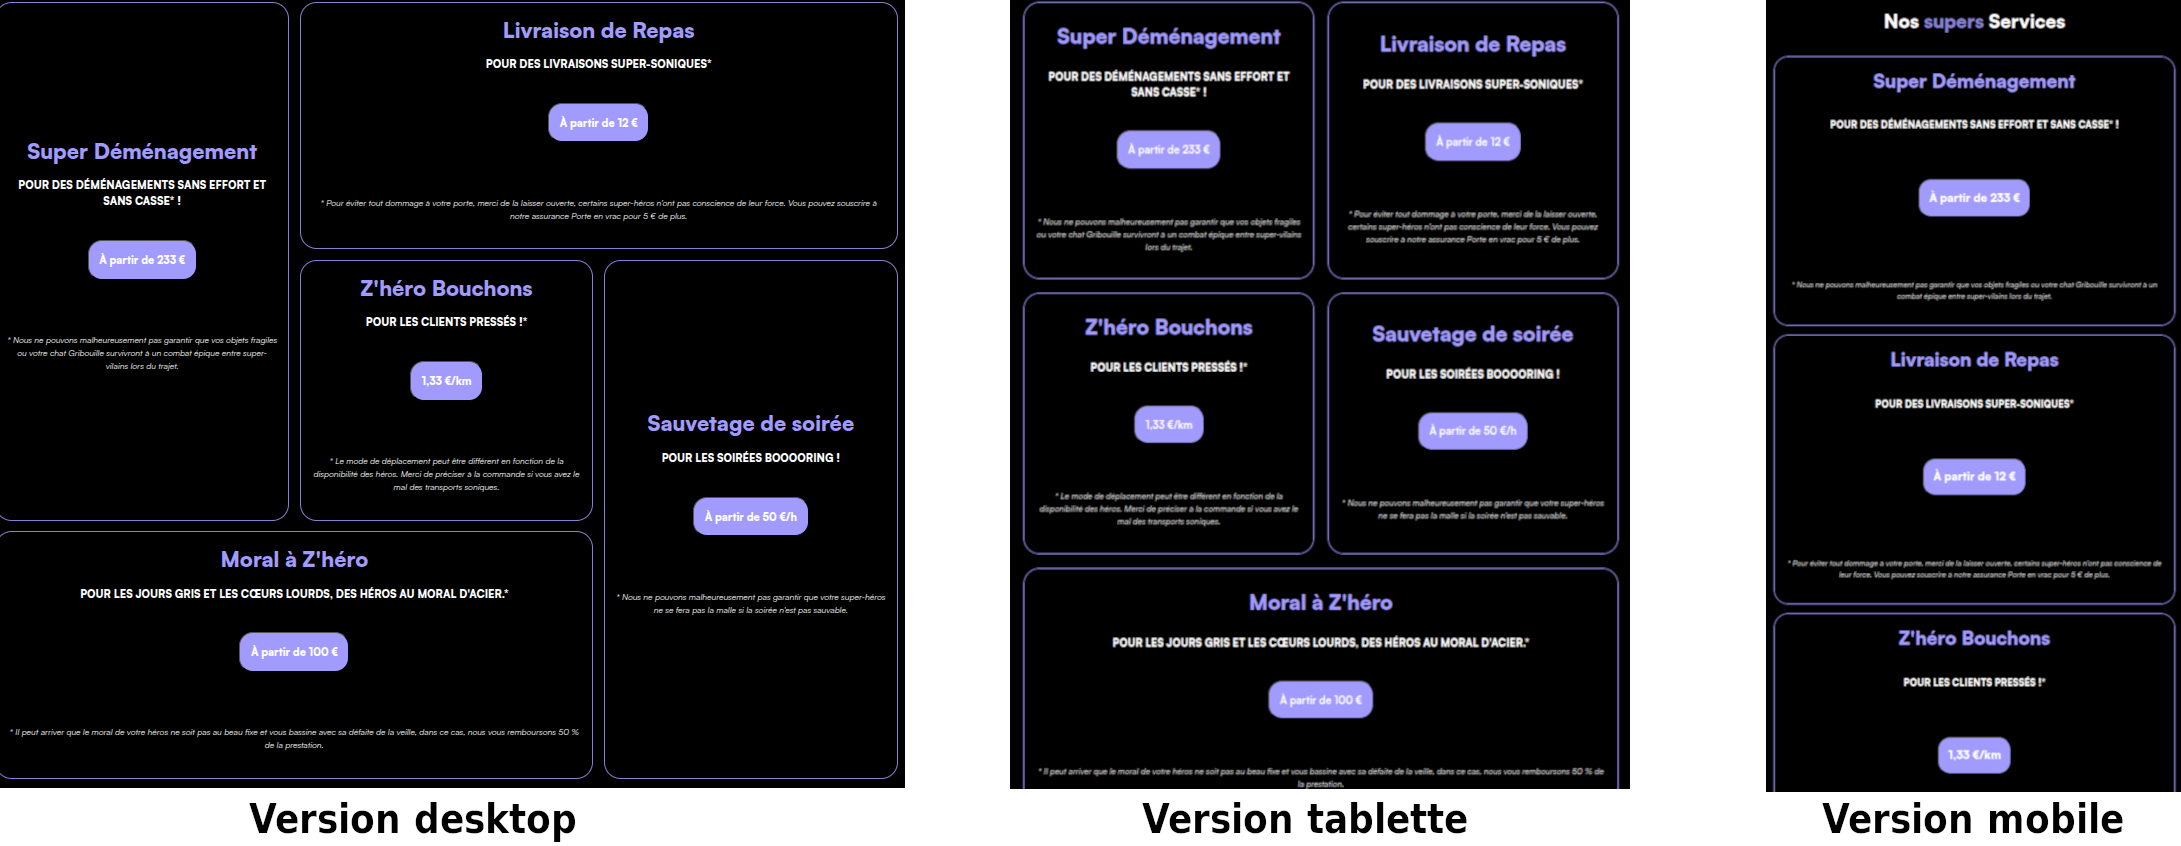 Super Déménagement
POUR DES DÉMÉNAGEMENTS SANS EFFORT ET
SANS CASSE* !
À partir de 233 €
* Nous ne pouvons malheureusement pas garantir que vos objets fragiles
ou votre chat Gribouille survivront à un combat épique entre super-
vilains lors du trajet.
Livraison de Repas
POUR DES LIVRAISONS SUPER-SONIQUES*
À partir de 12 €
* Pour éviter tout dommage à votre porte, merci de la laisser ouverte, certains super-héros n'ont pas conscience de leur force. Vous pouvez souscrire à
notre assurance Porte en vrac pour 5 € de plus.
Z'héro Bouchons
POUR LES CLIENTS PRESSÉS !*
1,33 €/km
* Le mode de déplacement peut être différent en fonction de la
disponibilité des héros. Merci de préciser à la commande si vous avez le
mal des transports soniques.
Sauvetage de soirée
POUR LES SOIRÉES BOOOORING !
À partir de 50 €/h
* Nous ne pouvons malheureusement pas garantir que votre super-héros
ne se fera pas la malle si la soirée n'est pas sauvable.
Moral à Z'héro
POUR LES JOURS GRIS ET LES CŒURS LOURDS, DES HÉROS AU MORAL D'ACIER.*
À partir de 100 €
* Il peut arriver que le moral de votre héros ne soit pas au beau fixe et vous bassine avec sa défaite de la veille, dans ce cas, nous vous remboursons 50 %
de la prestation.
Version desktop
Super Déménagement
POUR DES DÉMÉNAGEMENTS SANS EFFORT ET
SANS CASSE* !
À partir de 233 €
* Nous ne pouvons malheureusement pas garantir que vos objets fragiles
ou votre chat Gribouille survivront à un combat épique entre super-vilains
lors du trajet.
Livraison de Repas
POUR DES LIVRAISONS SUPER-SONIQUES*
À partir de 12 €
* Pour éviter tout dommage à votre porte, merci de la laisser ouverte,
certains super-héros n'ont pas conscience de leur force. Vous pouvez
souscrire à notre assurance Porte en vrac pour 5 € de plus.
Z'héro Bouchons
POUR LES CLIENTS PRESSÉS !*
1,33 €/km
* Le mode de déplacement peut être différent en fonction de la
disponibilité des héros. Merci de préciser à la commande si vous avez le
mal des transports soniques.
Sauvetage de soirée
POUR LES SOIRÉES BOOOORING !
À partir de 50 €/h
* Nous ne pouvons malheureusement pas garantir que votre super-héros
ne se fera pas la malle si la soirée n'est pas sauvable.
Moral à Z'héro
POUR LES JOURS GRIS ET LES CŒURS LOURDS, DES HÉROS AU MORAL D'ACIER.*
À partir de 100 €
* Il peut arriver que le moral de votre héros ne soit pas au beau fixe et vous bassine avec sa défaite de la veille, dans ce cas, nous vous remboursons 50 % de
la prestation.
Version tablette
Nos supers Services
Super Déménagement
POUR DES DÉMÉNAGEMENTS SANS EFFORT ET SANS CASSE* !
À partir de 233 €
* Nous ne pouvons malheureusement pas garantir que vos objets fragiles ou votre chat Gribouille survivront à un
combat épique entre super-vilains lors du trajet.
Livraison de Repas
POUR DES LIVRAISONS SUPER-SONIQUES*
À partir de 12 €
* Pour éviter tout dommage à votre porte, merci de la laisser ouverte, certains super-héros n'ont pas conscience de
leur force. Vous pouvez souscrire à notre assurance Porte en vrac pour 5 € de plus.
Z'héro Bouchons
POUR LES CLIENTS PRESSÉS !*
1,33 €/km
Version mobile